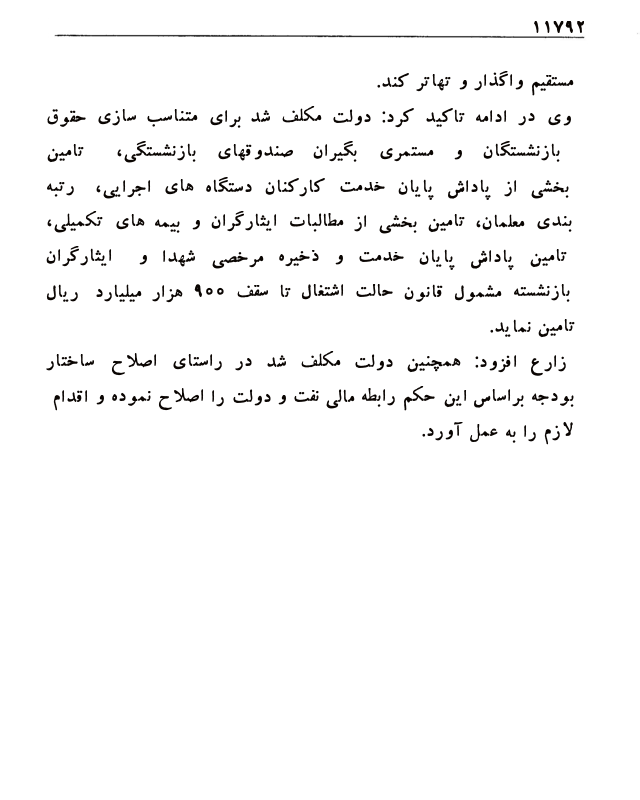 ۱۱۷۹۲
مستقیم واگذار و تهاتر کند.
وی در ادامه تاکید کرد: دولت مکلف شد برای متناسب سازی حقوق
بازنشستگان و مستمری بگیران صندوقهای بازنشستگی، تامین
بخشی از پاداش پایان خدمت کارکنان دستگاه های اجرایی، رتبه
بندی معلمان، تامین بخشی از مطالبات ایثارگران و بیمه های تکمیلی،
تامین پاداش پایان خدمت و ذخیره مرخصی شهدا و ایثارگران
بازنشسته مشمول قانون حالت اشتغال تا سقف ۹۰۰ هزار میلیارد ریال
تامین نماید.
زارع افزود: همچنین دولت مکلف شد در راستای اصلاح ساختار
بودجه براساس این حکم رابطه مالی نفت و دولت را اصلاح نموده و اقدام
لازم را به عمل آورد.